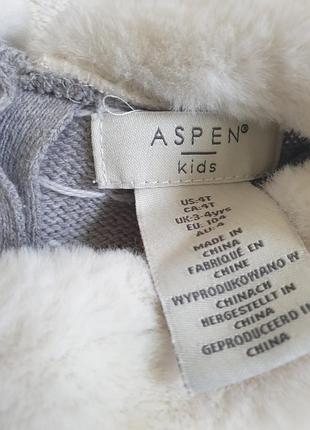 ASPEN®
kids
US-4T
CA-4T
UK-3-4yrs
EU: 104
AU-4
MADE IN
CHINA
FABRIQUÉ EN
CHINE
WYPRODUKOWANO W
CHINACH
HERGESTELLT IN
CHINA
GEPRODUCEERD IN
CHINA